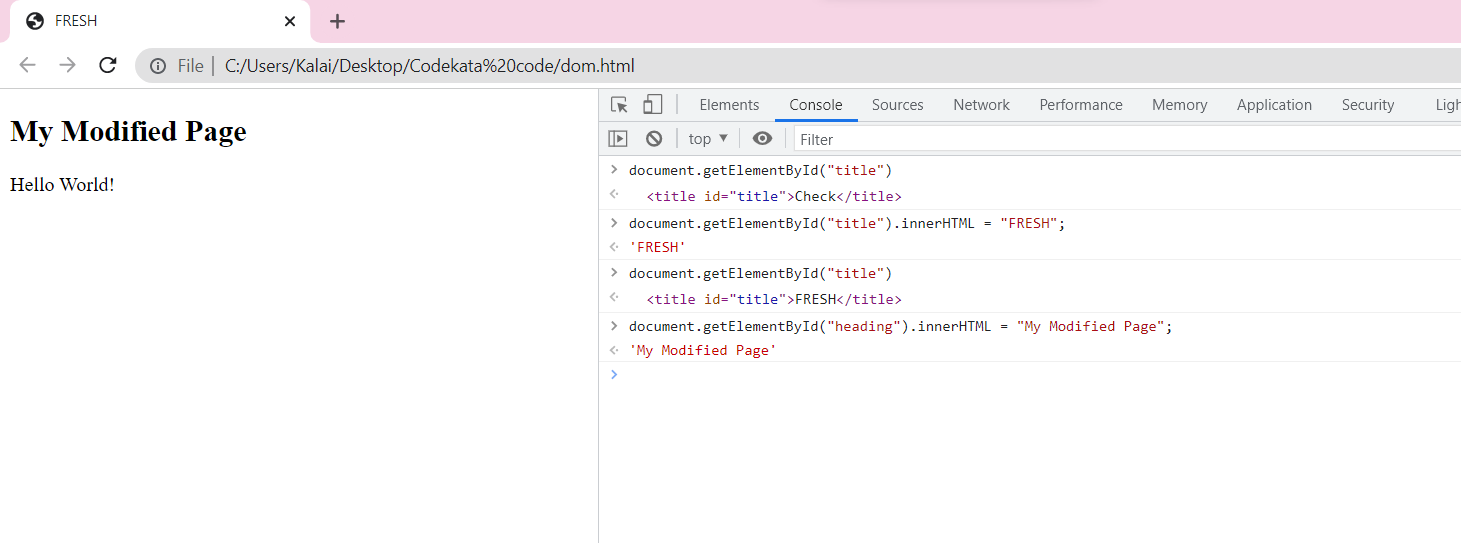 FRESH
File | C:/Users/Kalai/Desktop/Codekata%20code/dom.html
My Modified Page
Hello World!
Elements Console Sources Network Performance Memory Application Security Ligh
top Filter
document.getElementById("title")
<title id="title">Check</title>
document.getElementById("title").innerHTML = "FRESH";
'FRESH'
document.getElementById("title")
<title id="title">FRESH</title>
document.getElementById("heading").innerHTML = "My Modified Page";
'My Modified Page'